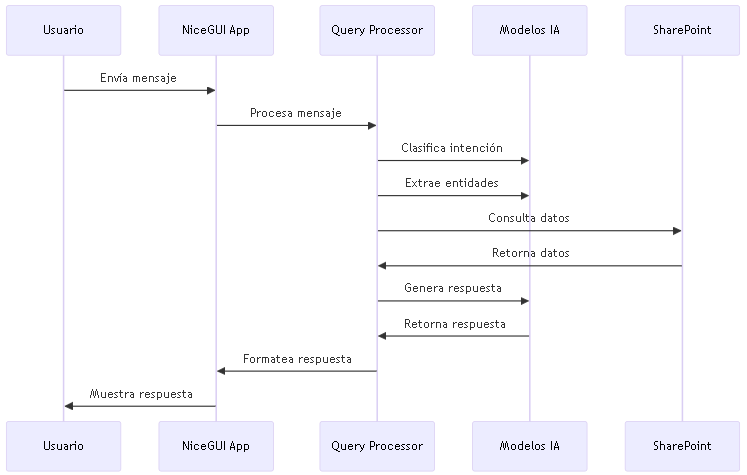 Usuario
NiceGUI App
Query Processor
Modelos IA
SharePoint
Envía mensaje
Procesa mensaje
Clasifica intención
Extrae entidades
Consulta datos
Retorna datos
Genera respuesta
Retorna respuesta
Formatea respuesta
Muestra respuesta
Usuario
NiceGUI App
Query Processor
Modelos IA
SharePoint